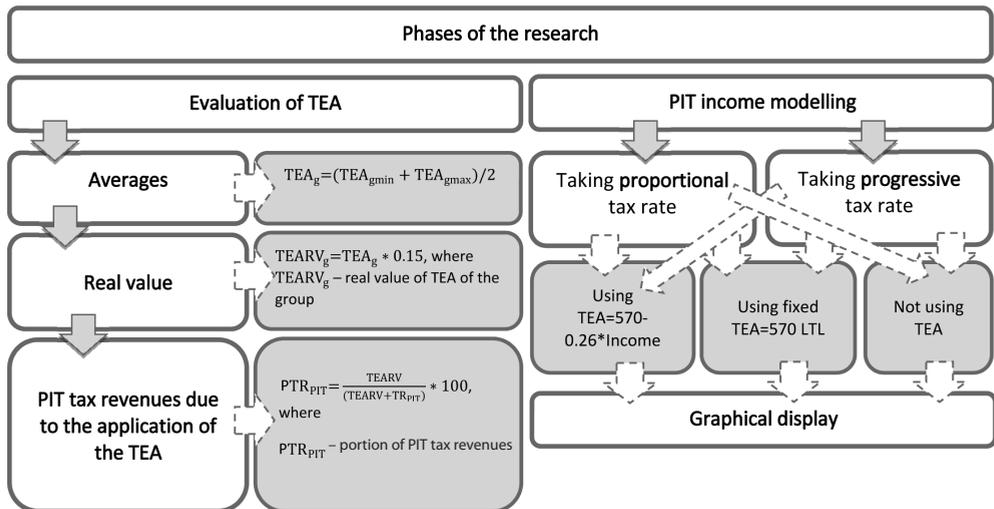 Phases of the research
Evaluation of TEA
Averages
TEA_g=(TEA_gmin + TEA_gmax)/2
Real value
TEARV_g=TEA_g * 0.15, where
TEARV_g – real value of TEA of the
group
PIT tax revenues due
to the application of
the TEA
PTR_PIT= TEARV/(TEARV+TR_PIT) * 100,
where
PTR_PIT – portion of PIT tax revenues
PIT income modelling
Taking proportional
tax rate
Taking progressive
tax rate
Using
TEA=570-
0.26*Income
Using fixed
TEA=570 LTL
Not using
TEA
Graphical display